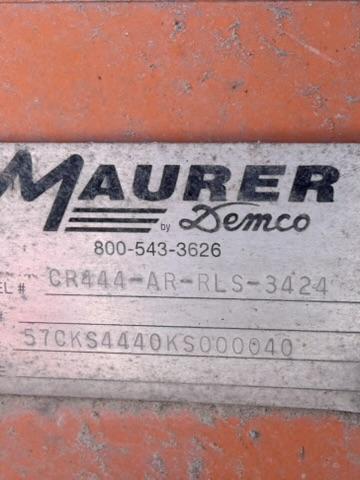 MAURER
by Demco
800-543-3626
EL# CR444-AR-RLS-3424
#
57CKS4440KS000040